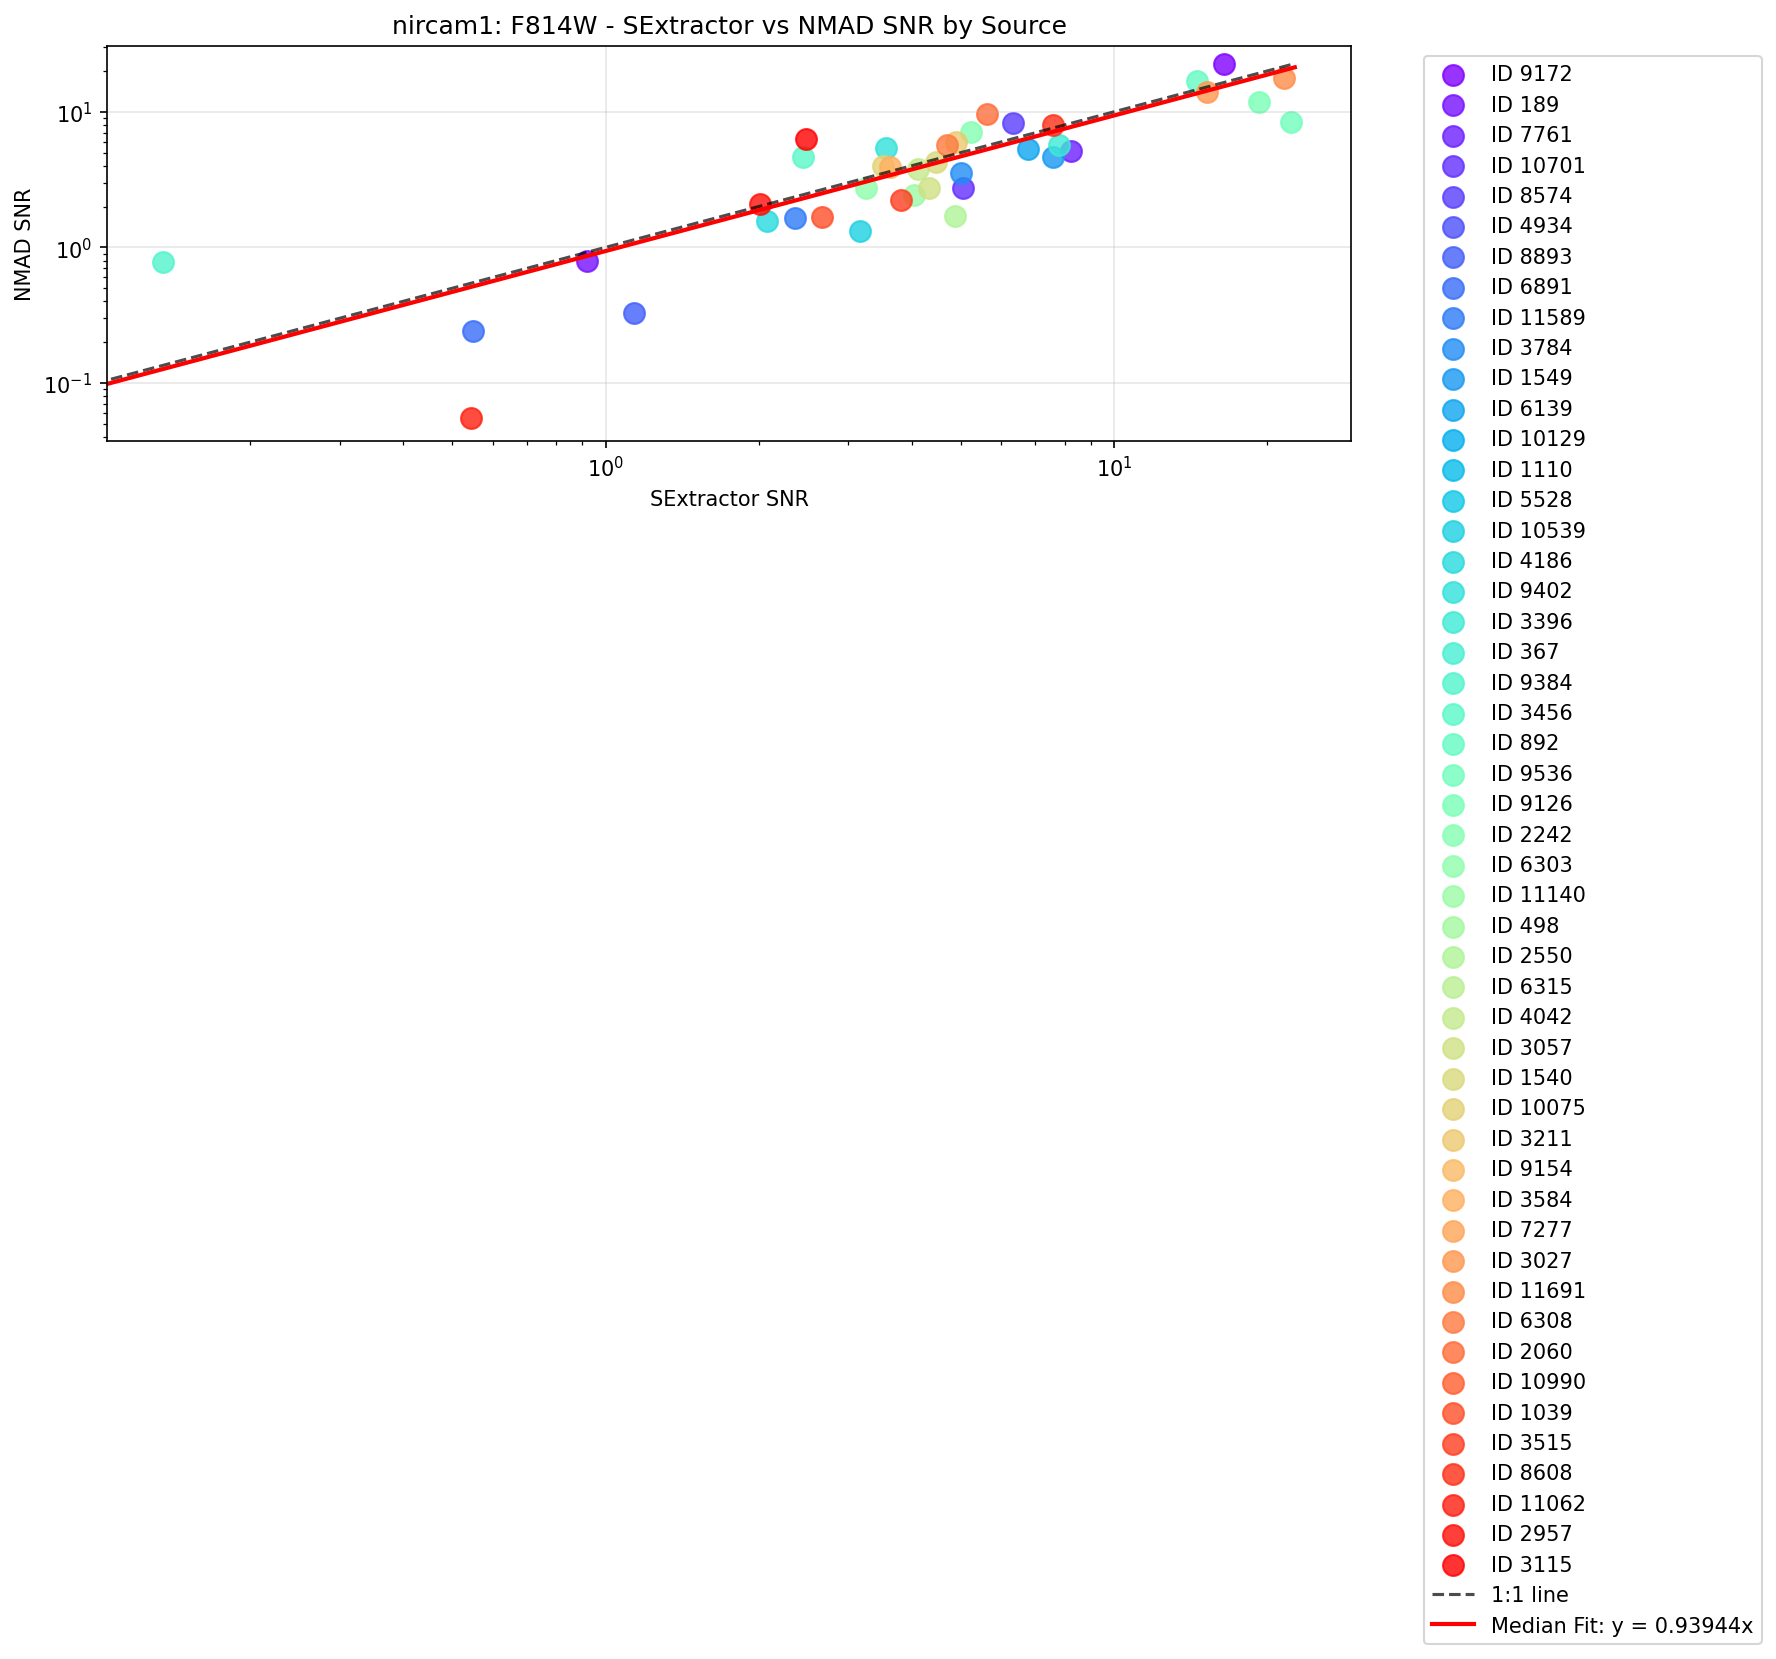 nircam1: F814W - SExtractor vs NMAD SNR by Source
NMAD SNR
10¹
10⁰
10⁻¹
10⁰
10¹
SExtractor SNR
ID 9172
ID 189
ID 7761
ID 10701
ID 8574
ID 4934
ID 8893
ID 6891
ID 11589
ID 3784
ID 1549
ID 6139
ID 10129
ID 1110
ID 5528
ID 10539
ID 4186
ID 9402
ID 3396
ID 367
ID 9384
ID 3456
ID 892
ID 9536
ID 9126
ID 2242
ID 6303
ID 11140
ID 498
ID 2550
ID 6315
ID 4042
ID 3057
ID 1540
ID 10075
ID 3211
ID 9154
ID 3584
ID 7277
ID 3027
ID 11691
ID 6308
ID 2060
ID 10990
ID 1039
ID 3515
ID 8608
ID 11062
ID 2957
ID 3115
1:1 line
Median Fit: y = 0.93944x